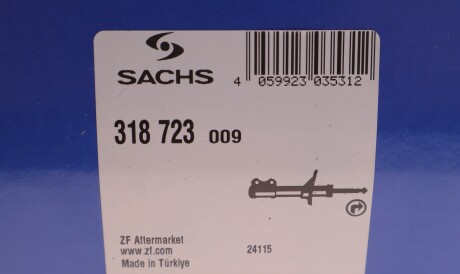 SACHS
4 059923 035312
318 723 009
ZF Aftermarket
www.zf.com
Made in Türkiye
24115